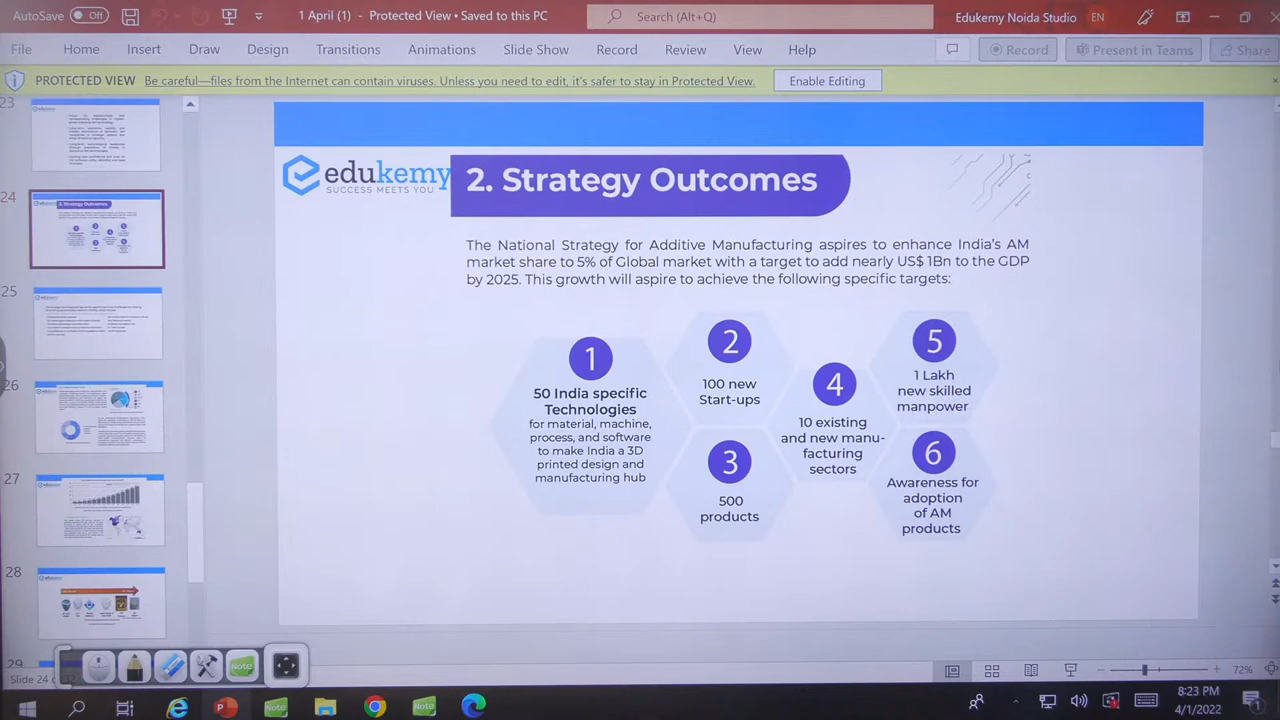 AutoSave Off
1 April (1) - Protected View • Saved to this PC
Search (Alt+Q)
Edukemy Noida Studio EN
File Home Insert Draw Design Transitions Animations Slide Show Record Review View Help
Record Present in Teams Share
PROTECTED VIEW Be careful—files from the Internet can contain viruses. Unless you need to edit, it's safer to stay in Protected View. Enable Editing
23
24
25
26
27
28
29
edukemy
SUCCESS MEETS YOU
2. Strategy Outcomes
The National Strategy for Additive Manufacturing aspires to enhance India's AM
market share to 5% of Global market with a target to add nearly US$ 1Bn to the GDP
by 2025. This growth will aspire to achieve the following specific targets:
1
50 India specific
Technologies
for material, machine,
process, and software
to make India a 3D
printed design and
manufacturing hub
2
100 new
Start-ups
3
500
products
4
10 existing
and new manu-
facturing
sectors
5
1 Lakh
new skilled
manpower
6
Awareness for
adoption
of AM
products
Note
Slide 24 of
72%
Note
Note
8:23 PM
4/1/2022
1